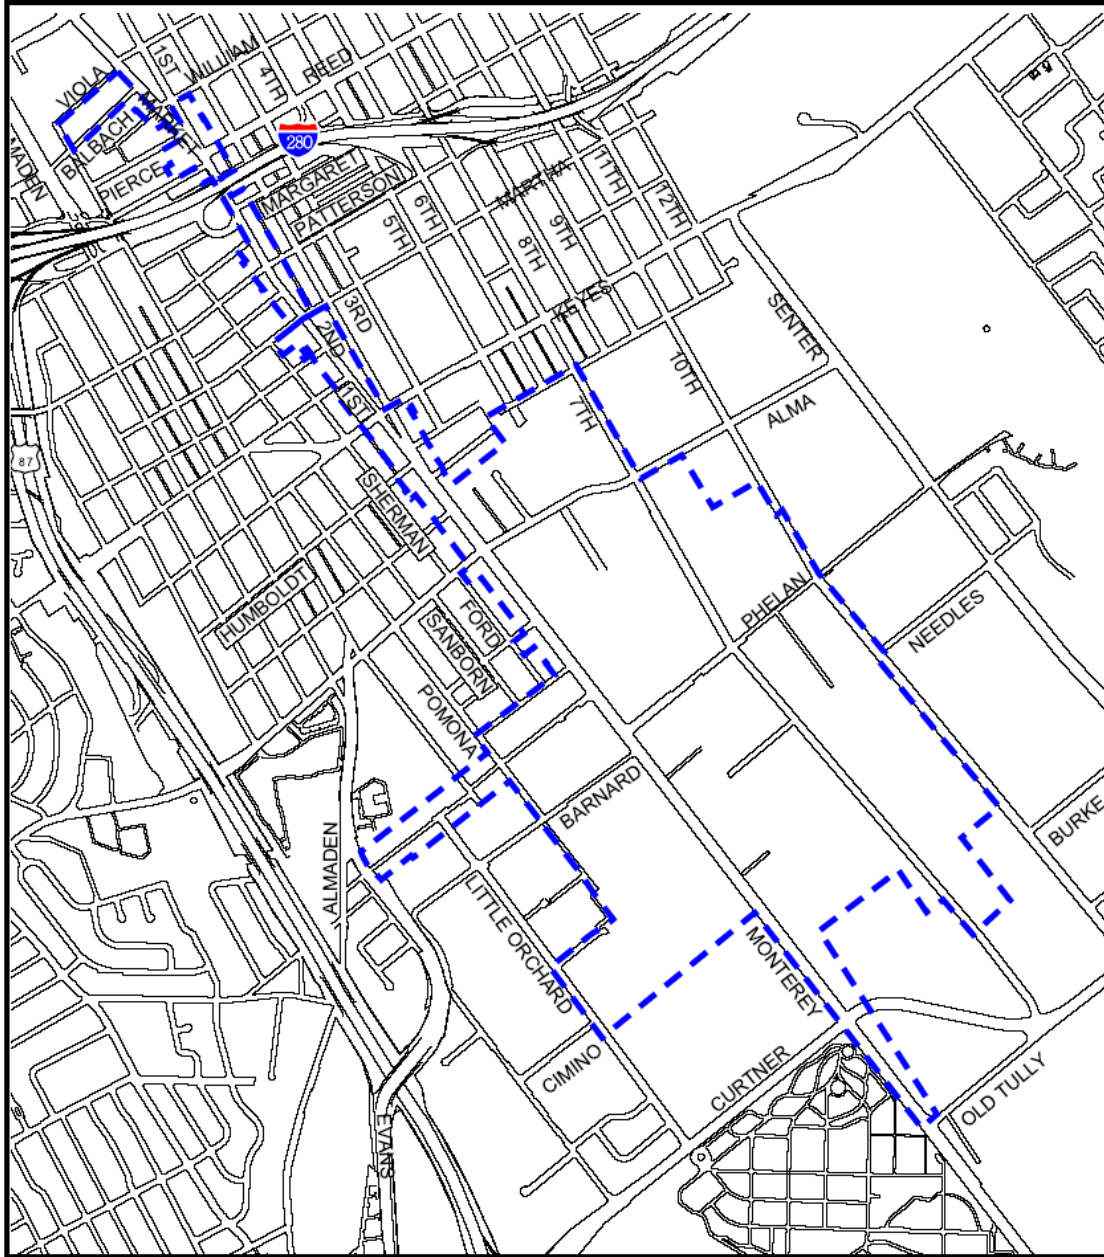 1ST
WILLIAM
4TH
REED
VIOLA
MARKET
BALBACH
280
MADEN
PIERCE
MARGARET
PATTERSON
MARTHA
11TH
12TH
6TH
5TH
9TH
8TH
KEYES
SENTER
3RD
2ND
1ST
10TH
ALMA
7TH
87
SHERMAN
PHELAN
HUMBOLDT
FORD
NEEDLES
SANBORN
POMONA
BARNARD
BURKE
ALMADEN
LITTLE ORCHARD
MONTEREY
CIMINO
CURTNER
OLD TULLY
EVANS